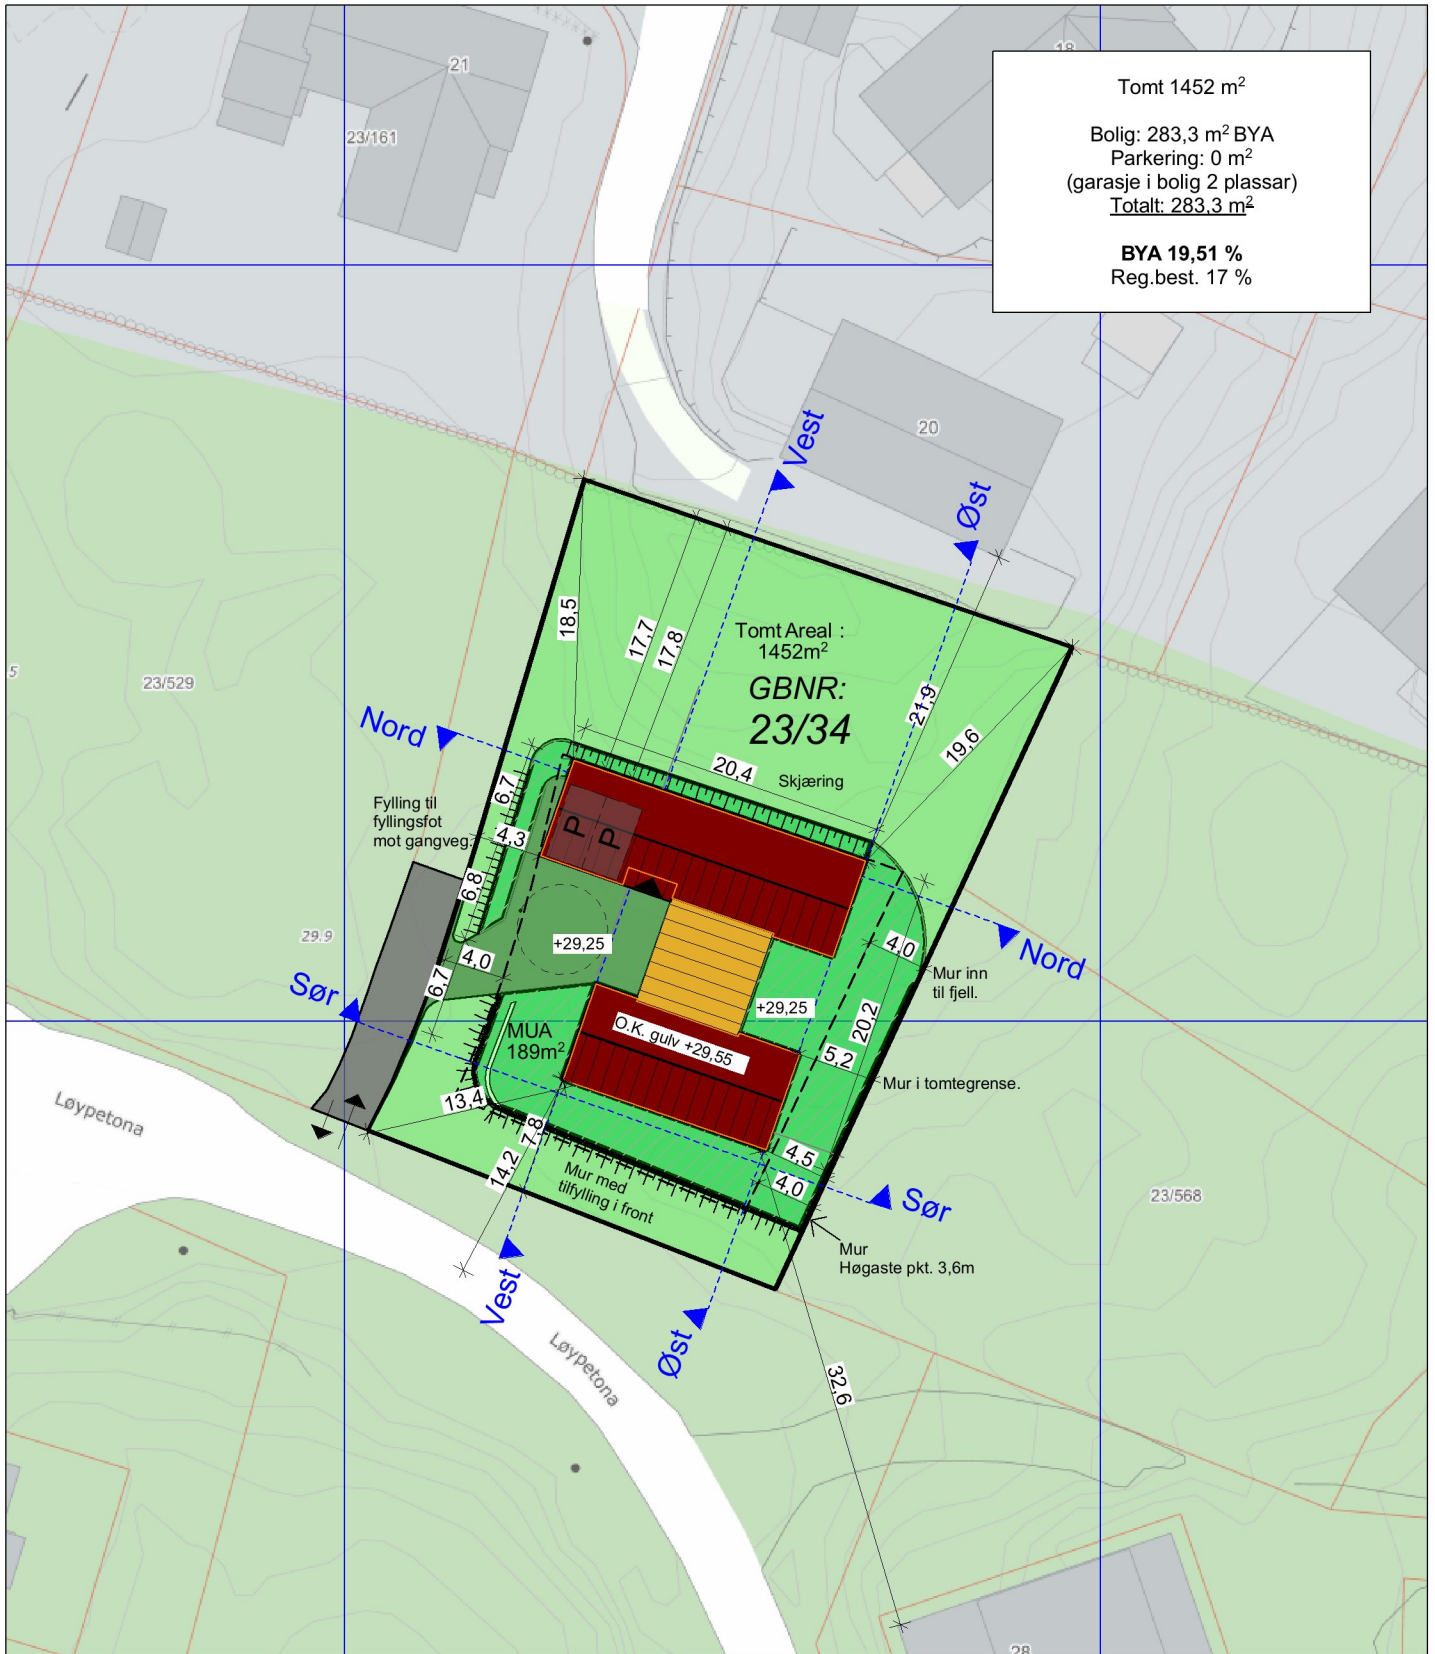 21
18
Tomt 1452 m²
23/161
Bolig: 283,3 m² BYA
Parkering: 0 m²
(garasje i bolig 2 plassar)
Totalt: 283,3 m²
BYA 19,51 %
Reg.best. 17 %
20
Vest
Øst
18,5
17,7
17,8
Tomt Areal :
1452m²
GBNR:
23/34
5
23/529
21,9
19,6
Nord
20,4
Skjæring
6,7
Fylling til
fyllingsfot
mot gangveg.
4,3
P
P
6,8
29.9
+29,25
4,0
4,0
Nord
Mur inn
til fjell.
6,7
Sør
+29,25
20,2
MUA
189m²
O.K. gulv +29,55
5,2
Mur i tomtegrense.
Løypetona
13,4
7,8
14,2
4,5
4,0
Mur med
tilfylling i front
Sør
23/568
Mur
Høgaste pkt. 3,6m
Vest
Øst
Løypetona
32,6
28